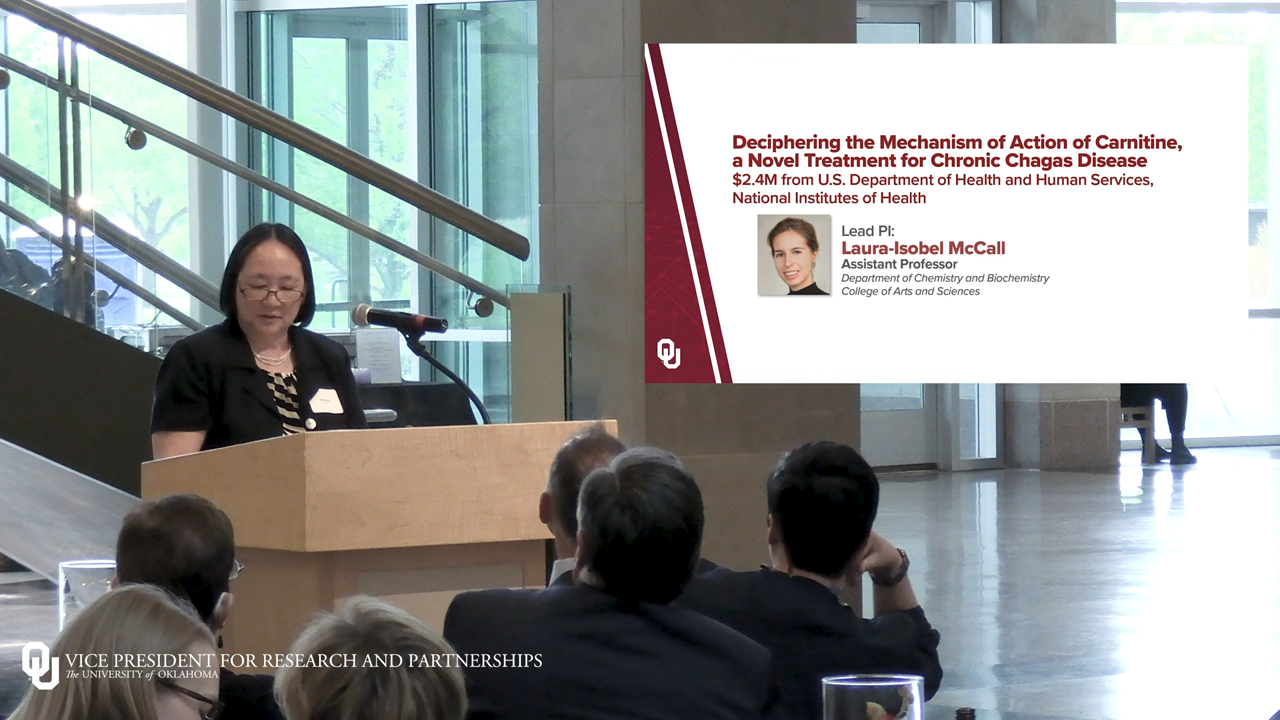 Deciphering the Mechanism of Action of Carnitine,
a Novel Treatment for Chronic Chagas Disease
$2.4M from U.S. Department of Health and Human Services,
National Institutes of Health
Lead PI:
Laura-Isobel McCall
Assistant Professor
Department of Chemistry and Biochemistry
College of Arts and Sciences
OU
OU
VICE PRESIDENT FOR RESEARCH AND PARTNERSHIPS
The UNIVERSITY of OKLAHOMA